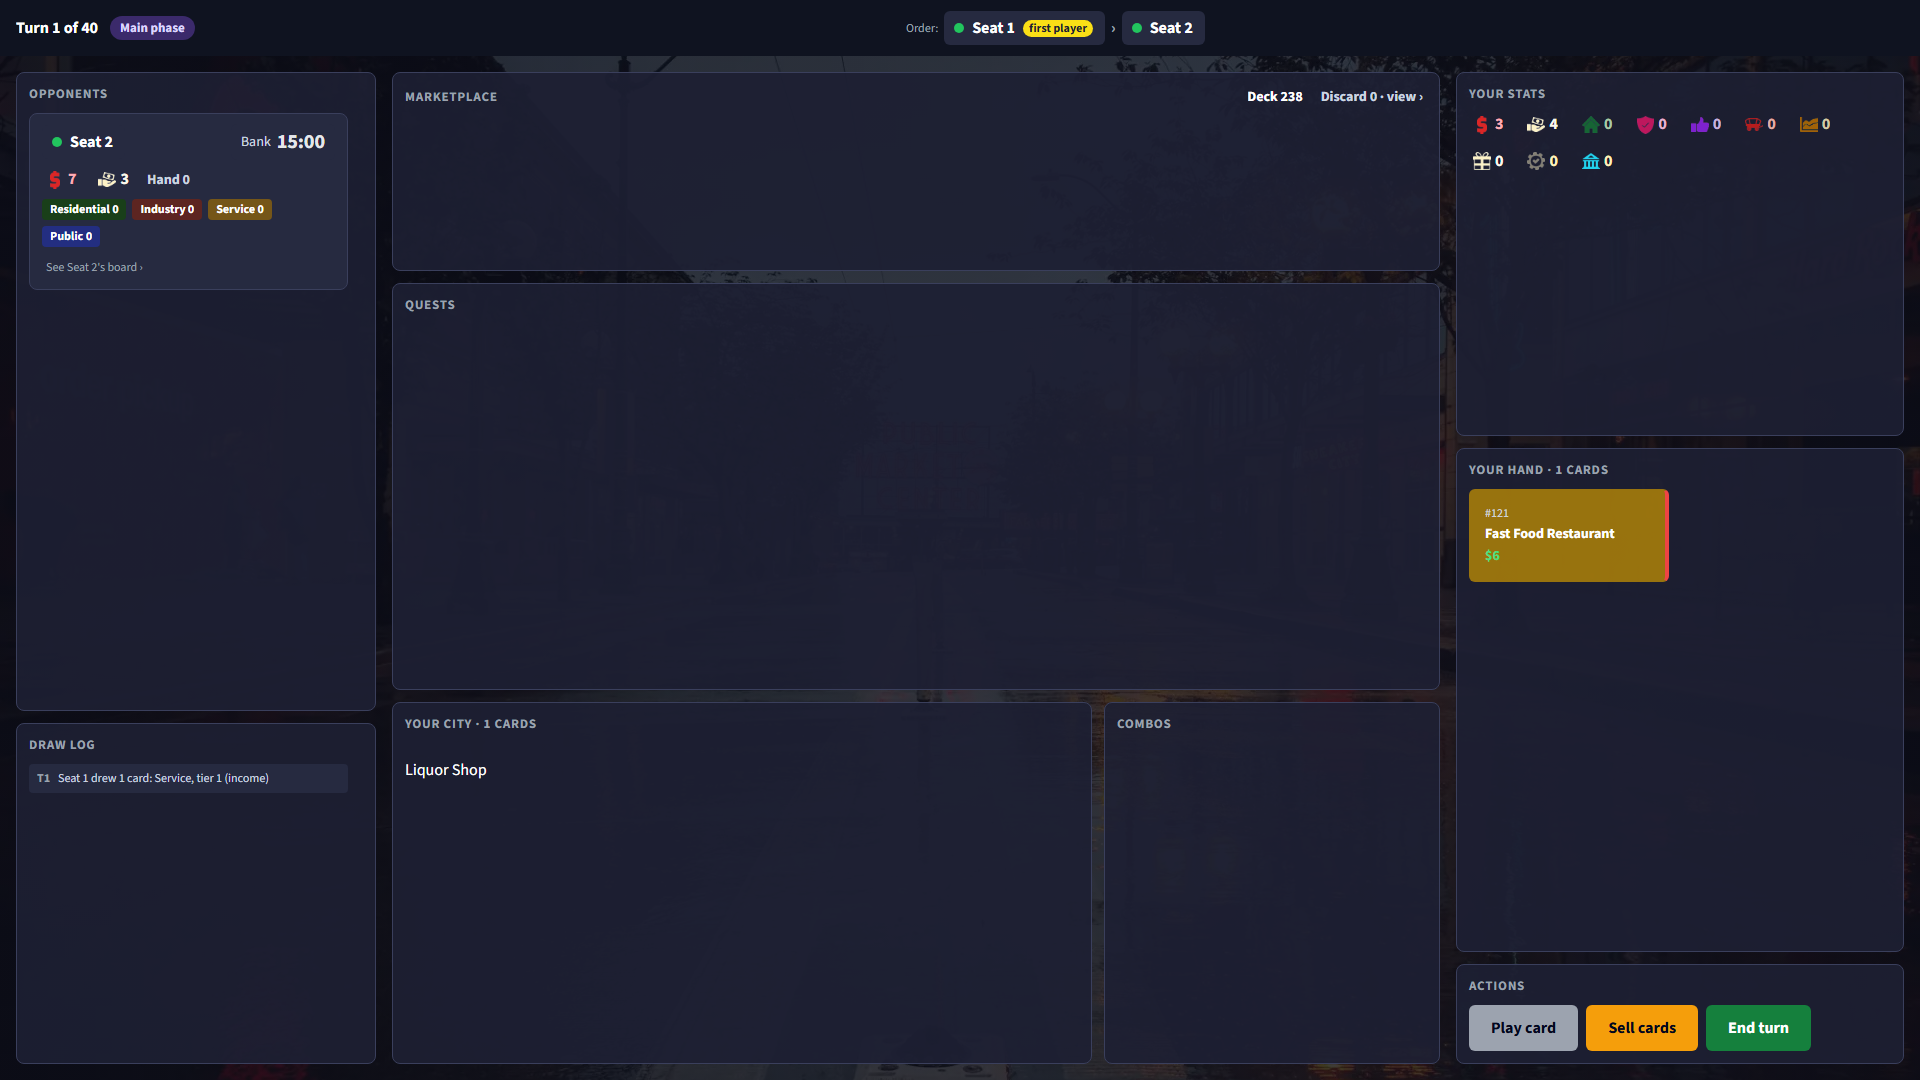 Turn 1 of 40 Main phase
Order: Seat 1 first player › Seat 2
OPPONENTS
Seat 2 Bank 15:00
7 3 Hand 0
Residential 0 Industry 0 Service 0
Public 0
See Seat 2's board ›
DRAW LOG
T1 Seat 1 drew 1 card: Service, tier 1 (income)
MARKETPLACE Deck 238 Discard 0 · view ›
QUESTS
YOUR CITY · 1 CARDS
Liquor Shop
COMBOS
YOUR STATS
3 4 0 0 0 0 0
0 0 0
YOUR HAND · 1 CARDS
#121
Fast Food Restaurant
$6
ACTIONS
Play card Sell cards End turn